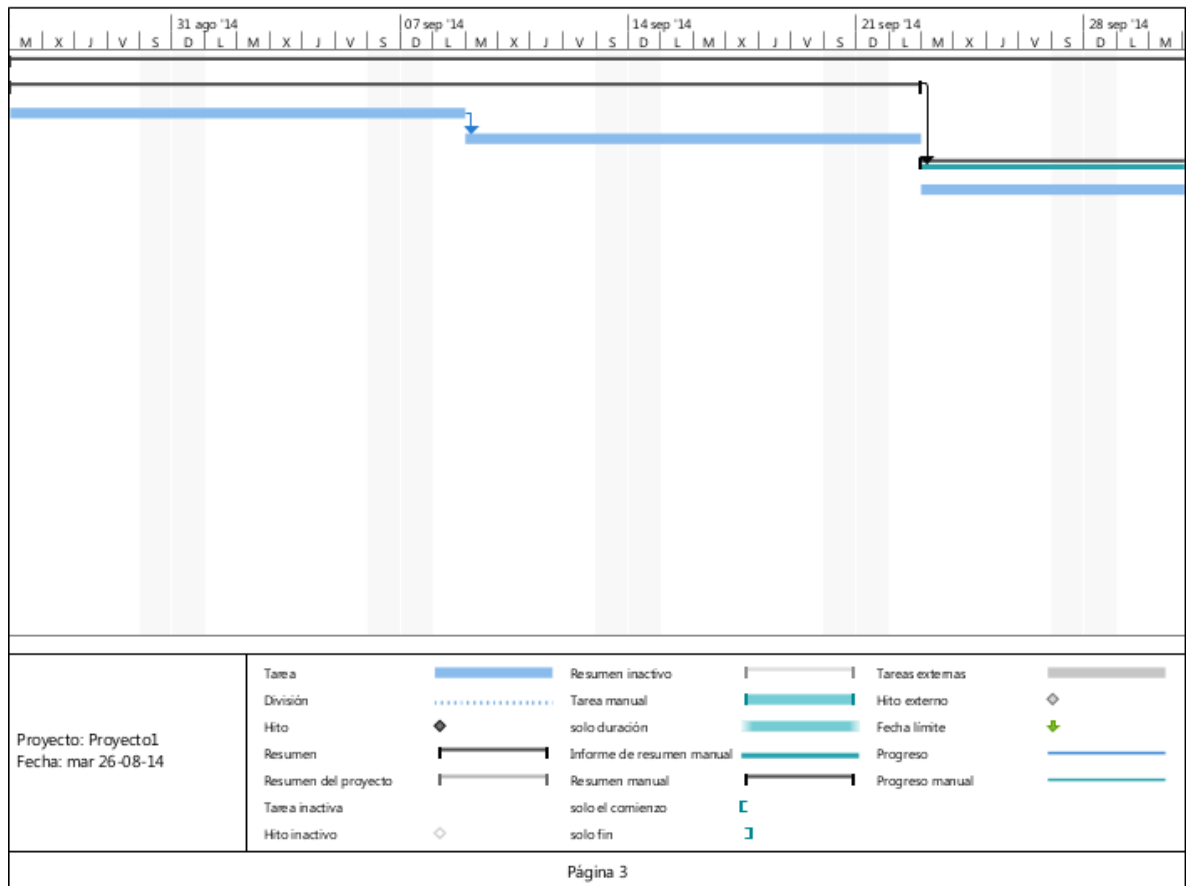 31 ago '14 07 sep '14 14 sep '14 21 sep '14 28 sep '14
M X J V S D L M X J V S D L M X J V S D L M X J V S D L M X J V S D L M
Tarea Resumen inactivo Tareas externas
División Tarea manual Hito externo
Hito solo duración Fecha límite
Proyecto: Proyecto1
Fecha: mar 26-08-14
Resumen Informe de resumen manual Progreso
Resumen del proyecto Resumen manual Progreso manual
Tarea inactiva solo el comienzo
Hito inactivo solo fin
Página 3